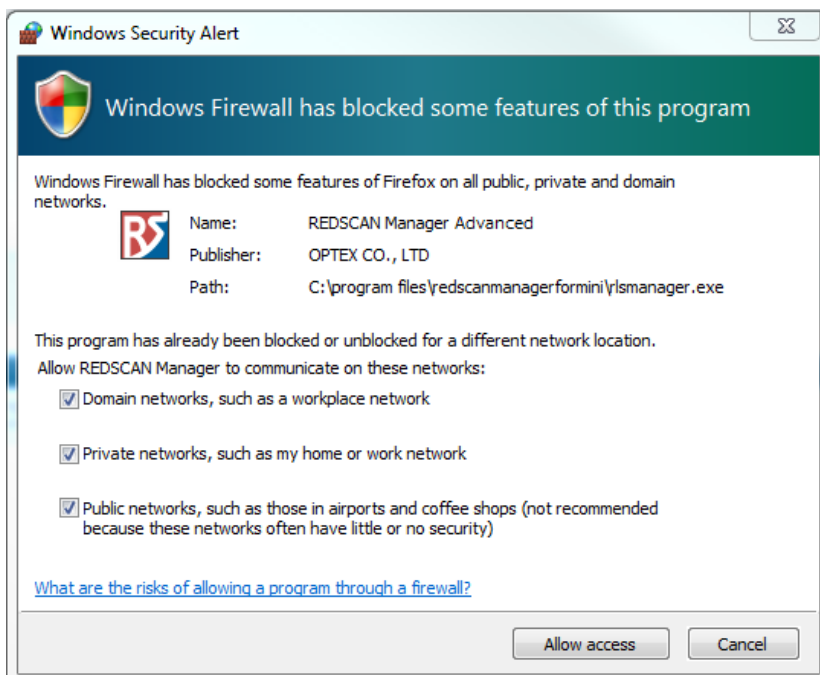 Windows Security Alert
Windows Firewall has blocked some features of this program
Windows Firewall has blocked some features of Firefox on all public, private and domain
networks.
RS
Name: REDSCAN Manager Advanced
Publisher: OPTEX CO., LTD
Path: C:\program files\redscanmanagerformini\rlsmanager.exe
This program has already been blocked or unblocked for a different network location.
Allow REDSCAN Manager to communicate on these networks:
Domain networks, such as a workplace network
Private networks, such as my home or work network
Public networks, such as those in airports and coffee shops (not recommended
because these networks often have little or no security)
What are the risks of allowing a program through a firewall?
Allow access Cancel